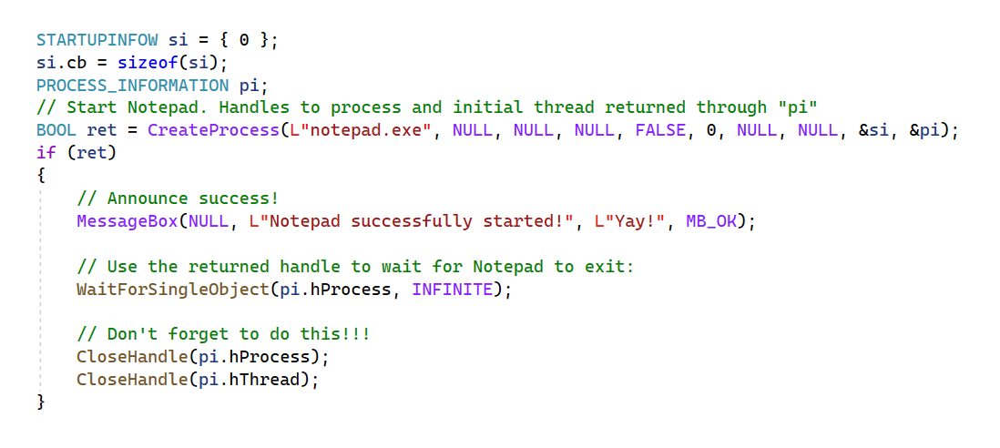 STARTUPINFOW si = { 0 };
si.cb = sizeof(si);
PROCESS_INFORMATION pi;
// Start Notepad. Handles to process and initial thread returned through "pi"
BOOL ret = CreateProcess(L"notepad.exe", NULL, NULL, NULL, FALSE, 0, NULL, NULL, &si, &pi);
if (ret)
{
    // Announce success!
    MessageBox(NULL, L"Notepad successfully started!", L"Yay!", MB_OK);

    // Use the returned handle to wait for Notepad to exit:
    WaitForSingleObject(pi.hProcess, INFINITE);

    // Don't forget to do this!!!
    CloseHandle(pi.hProcess);
    CloseHandle(pi.hThread);
}